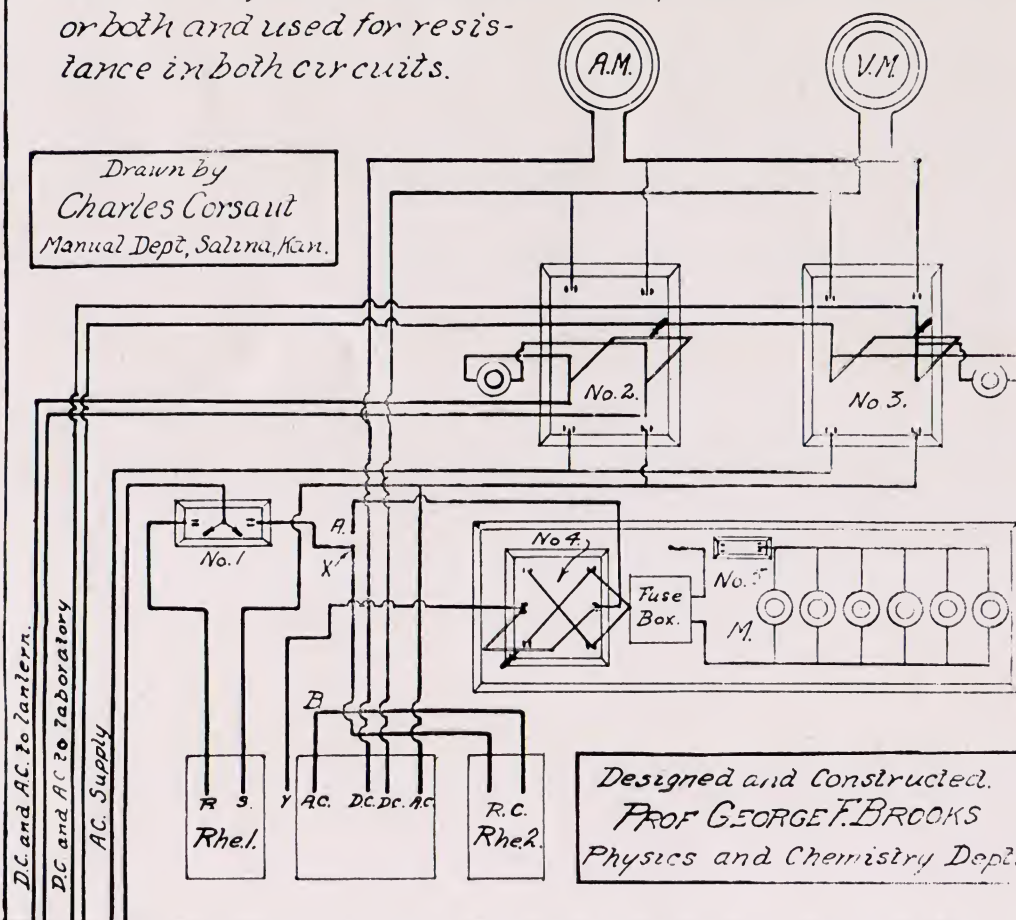 or both and used for resis-
tance in both circuits.
A.M.
V.M.
Drawn by
Charles Corsaut
Manual Dept, Salina, Kan.
No. 2.
No 3.
No. 1
A.
X
No 4.
No. 5
Fuse
Box.
M.
B
D.C. and A.C. to lantern.
D.C. and A.C to laboratory
A.C. Supply
R S. Y A.C. D.C. D.C. A.C. R. C.
Rhe.1. Rhe.2.
Designed and Constructed.
PROF GEORGE F. BROOKS
Physics and Chemistry Dept.